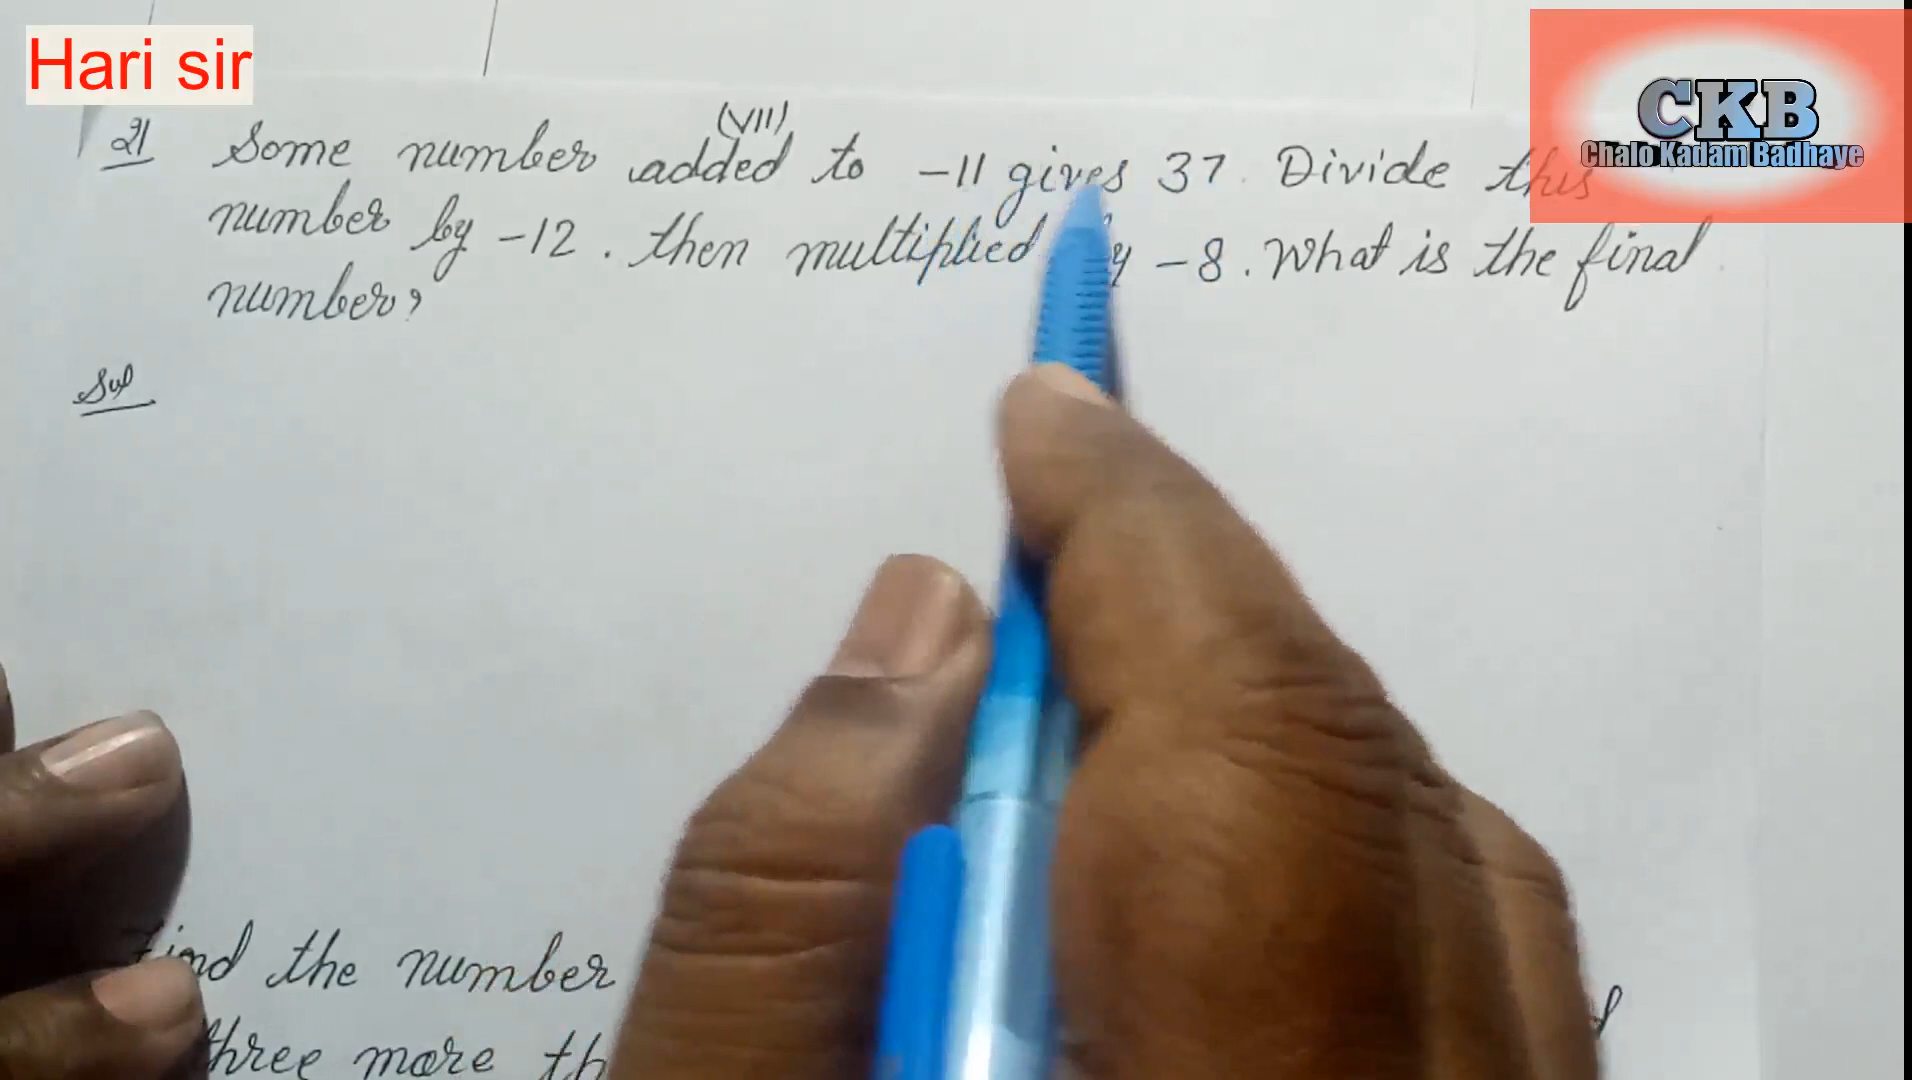 Hari sir
CKB
Chalo Kadam Badhaye
(VII)
21 Some number added to -11 gives 37. Divide this
number by -12. then multiplied by -8. What is the final
number?
Sol
Find the number
three more